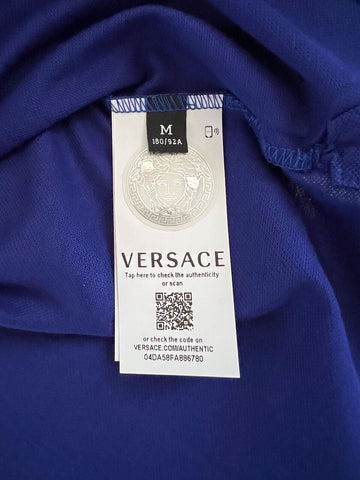 M
180/92A
VERSACE
Tap here to check the authenticity
or scan
or check the code on
VERSACE.COM/AUTHENTIC
04DA58FA886780